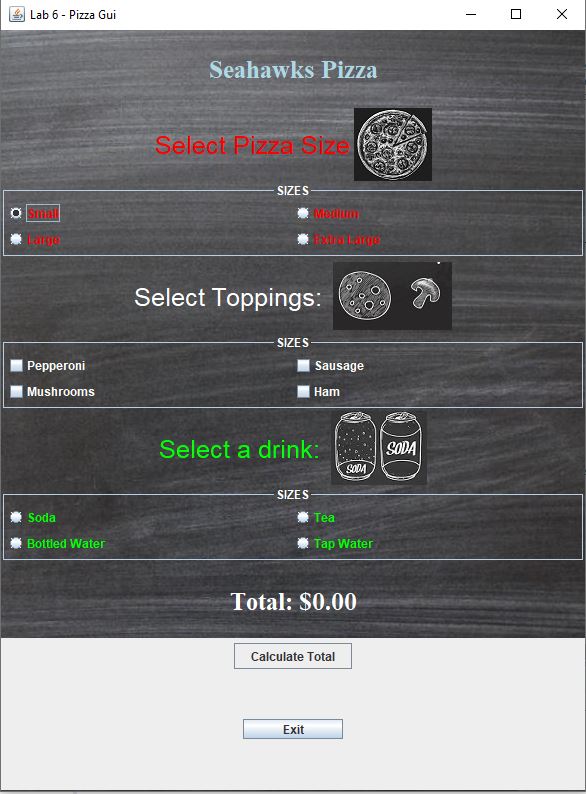 Lab 6 - Pizza Gui
Seahawks Pizza
Select Pizza Size
SIZES
Small Medium
Large Extra Large
Select Toppings:
SIZES
Pepperoni Sausage
Mushrooms Ham
Select a drink:
SODA SODA
SIZES
Soda Tea
Bottled Water Tap Water
Total: $0.00
Calculate Total
Exit